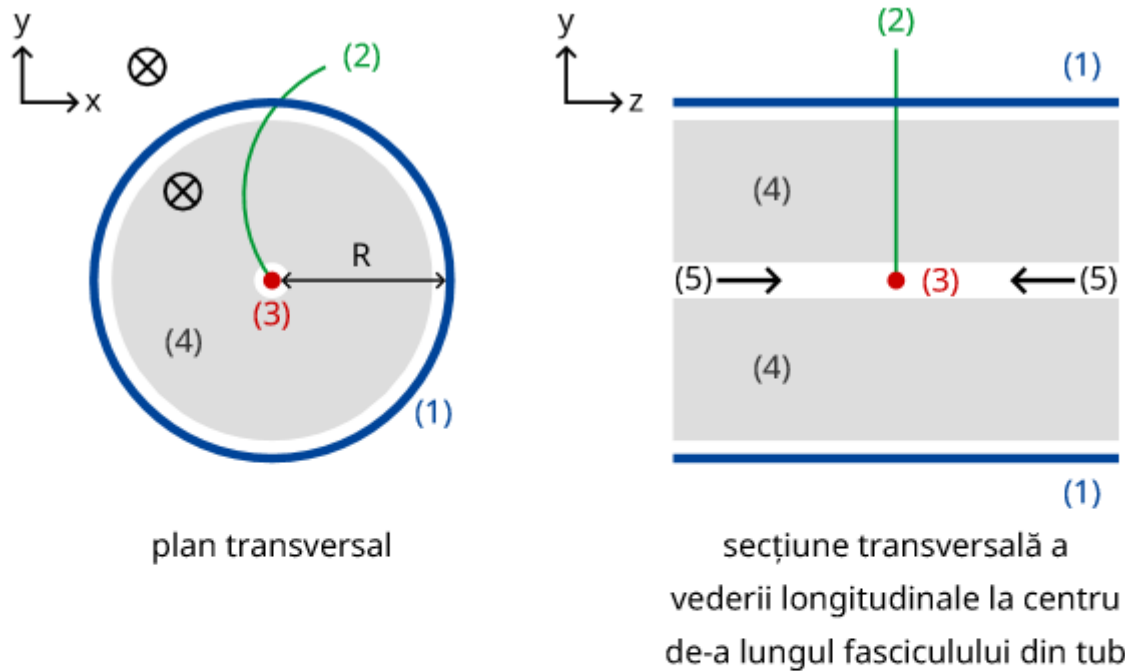 y
x
(2)
R
(3)
(4)
(1)
plan transversal
y
z
(2)
(1)
(4)
(5)
(3)
(5)
(4)
(1)
secțiune transversală a
vederii longitudinale la centru
de-a lungul fasciculului din tub